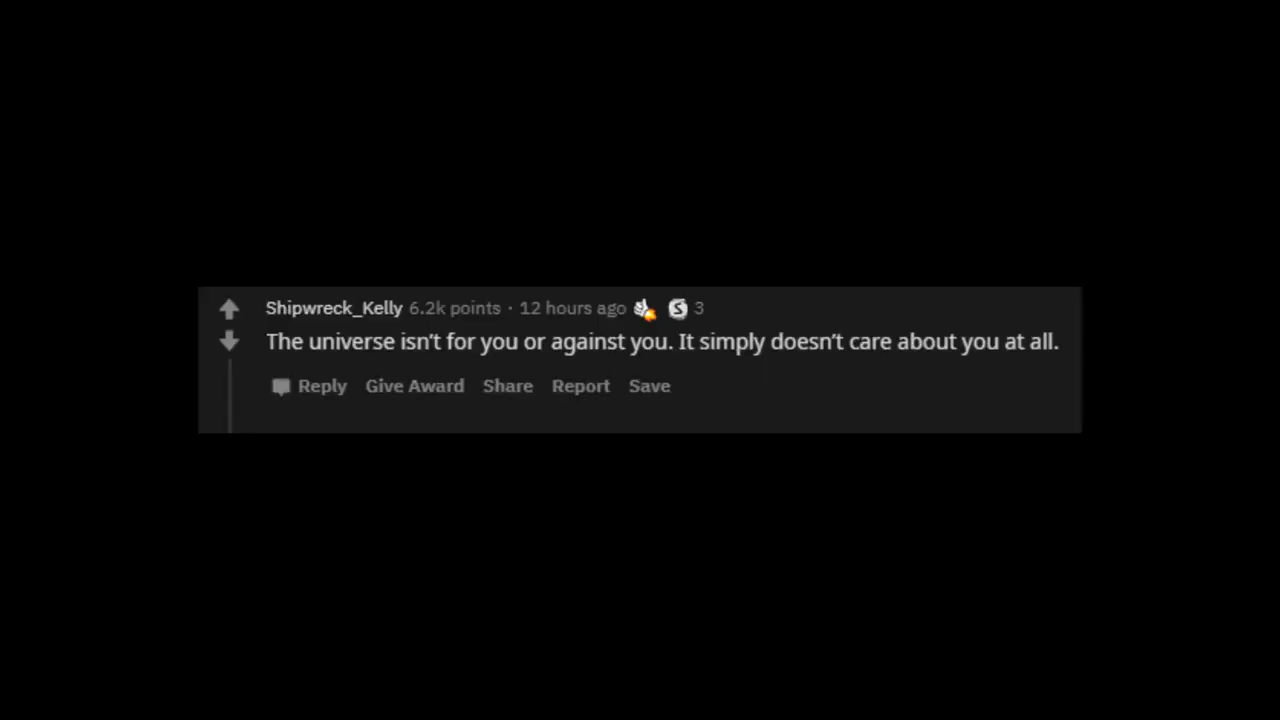 Shipwreck_Kelly 6.2k points · 12 hours ago S 3
The universe isn’t for you or against you. It simply doesn’t care about you at all.
Reply Give Award Share Report Save